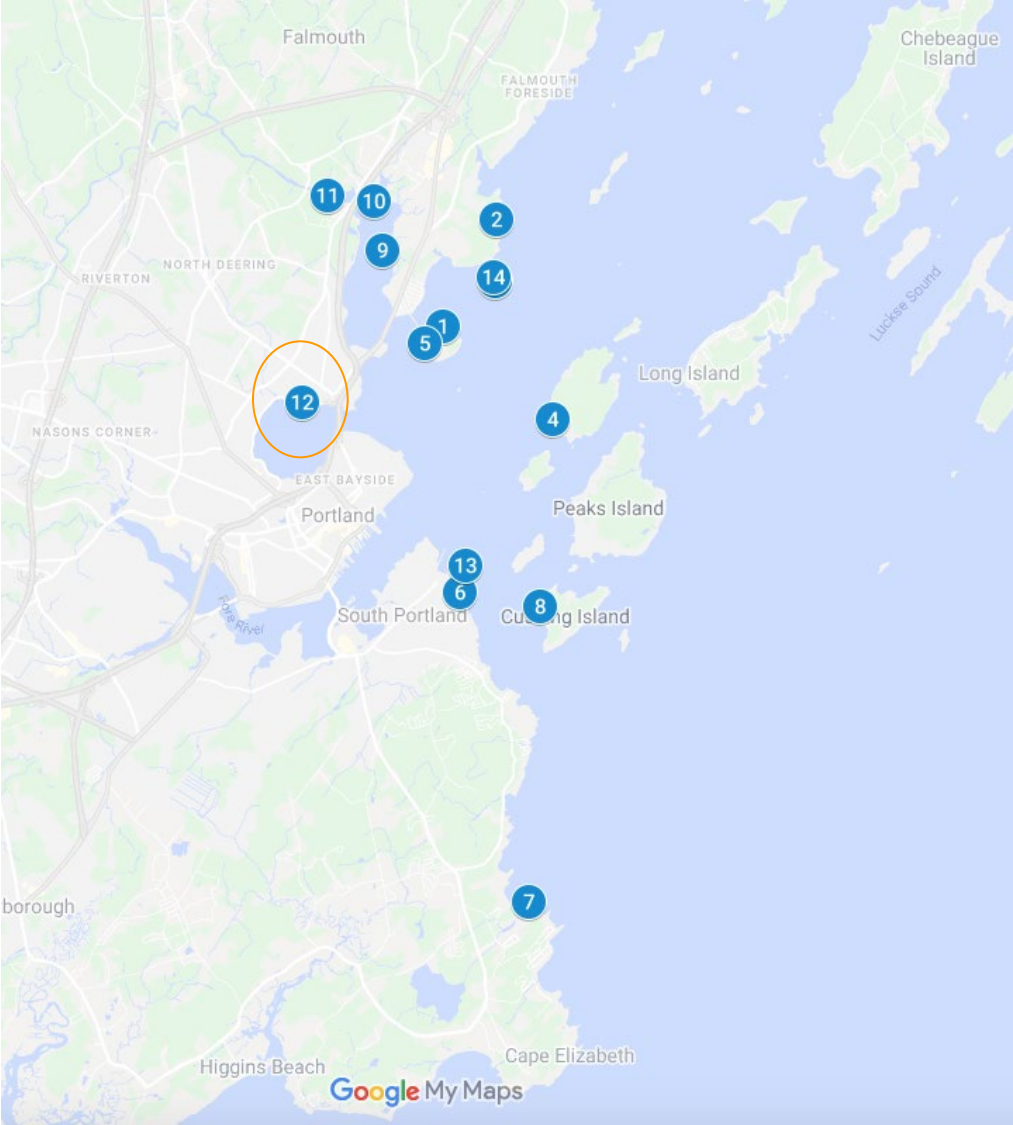 Falmouth
Chebeague
Island
FALMOUTH
FORESIDE
11
10
2
9
NORTH DEERING
RIVERTON
14
Luckse Sound
1
5
Long Island
12
4
NASONS CORNER
EAST BAYSIDE
Portland
Peaks Island
13
6
8
Fore River
South Portland
Cu ng Island
7
borough
Cape Elizabeth
Higgins Beach
Google My Maps